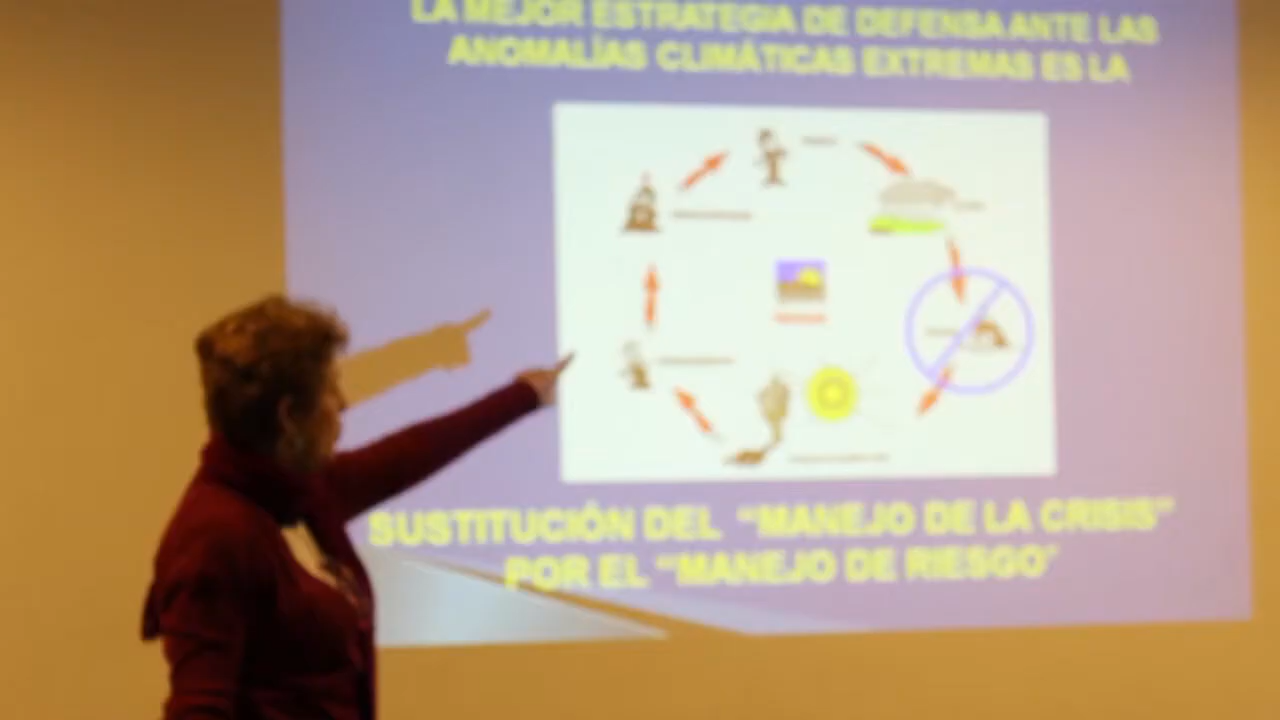 LA MEJOR ESTRATEGIA DE DEFENSA ANTE LAS
ANOMALÍAS CLIMÁTICAS EXTREMAS ES LA
SUSTITUCIÓN DEL "MANEJO DE LA CRISIS"
POR EL "MANEJO DE RIESGO"